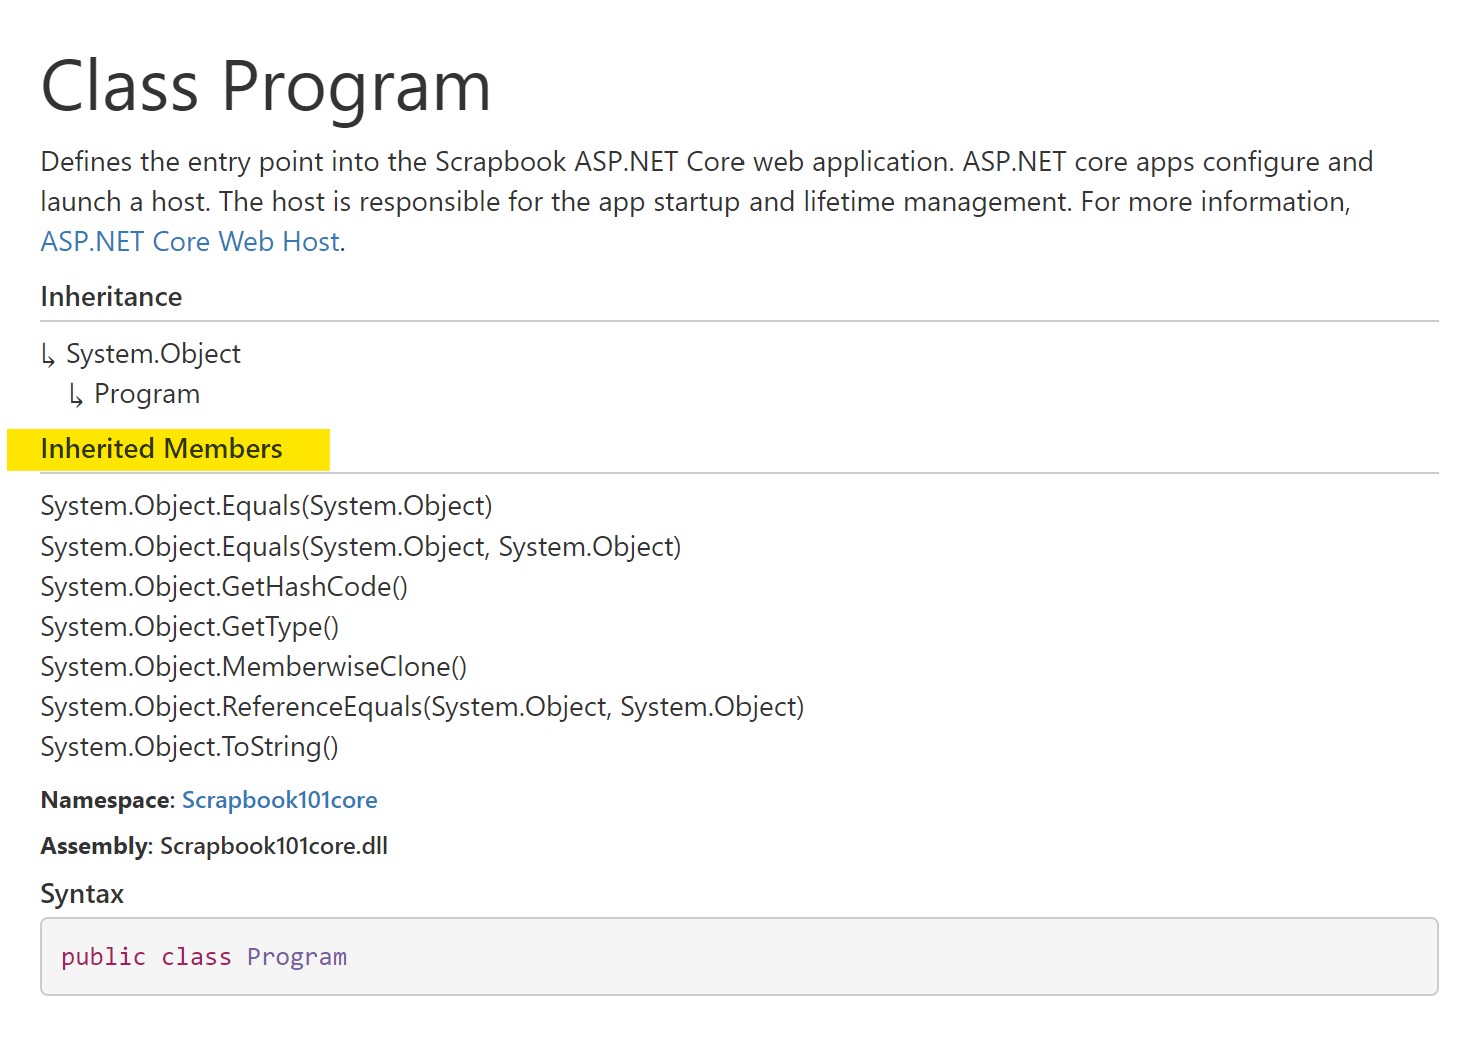 Class Program
Defines the entry point into the Scrapbook ASP.NET Core web application. ASP.NET core apps configure and
launch a host. The host is responsible for the app startup and lifetime management. For more information,
ASP.NET Core Web Host.
Inheritance
↳ System.Object
↳ Program
Inherited Members
System.Object.Equals(System.Object)
System.Object.Equals(System.Object, System.Object)
System.Object.GetHashCode()
System.Object.GetType()
System.Object.MemberwiseClone()
System.Object.ReferenceEquals(System.Object, System.Object)
System.Object.ToString()
Namespace: Scrapbook101core
Assembly: Scrapbook101core.dll
Syntax
public class Program